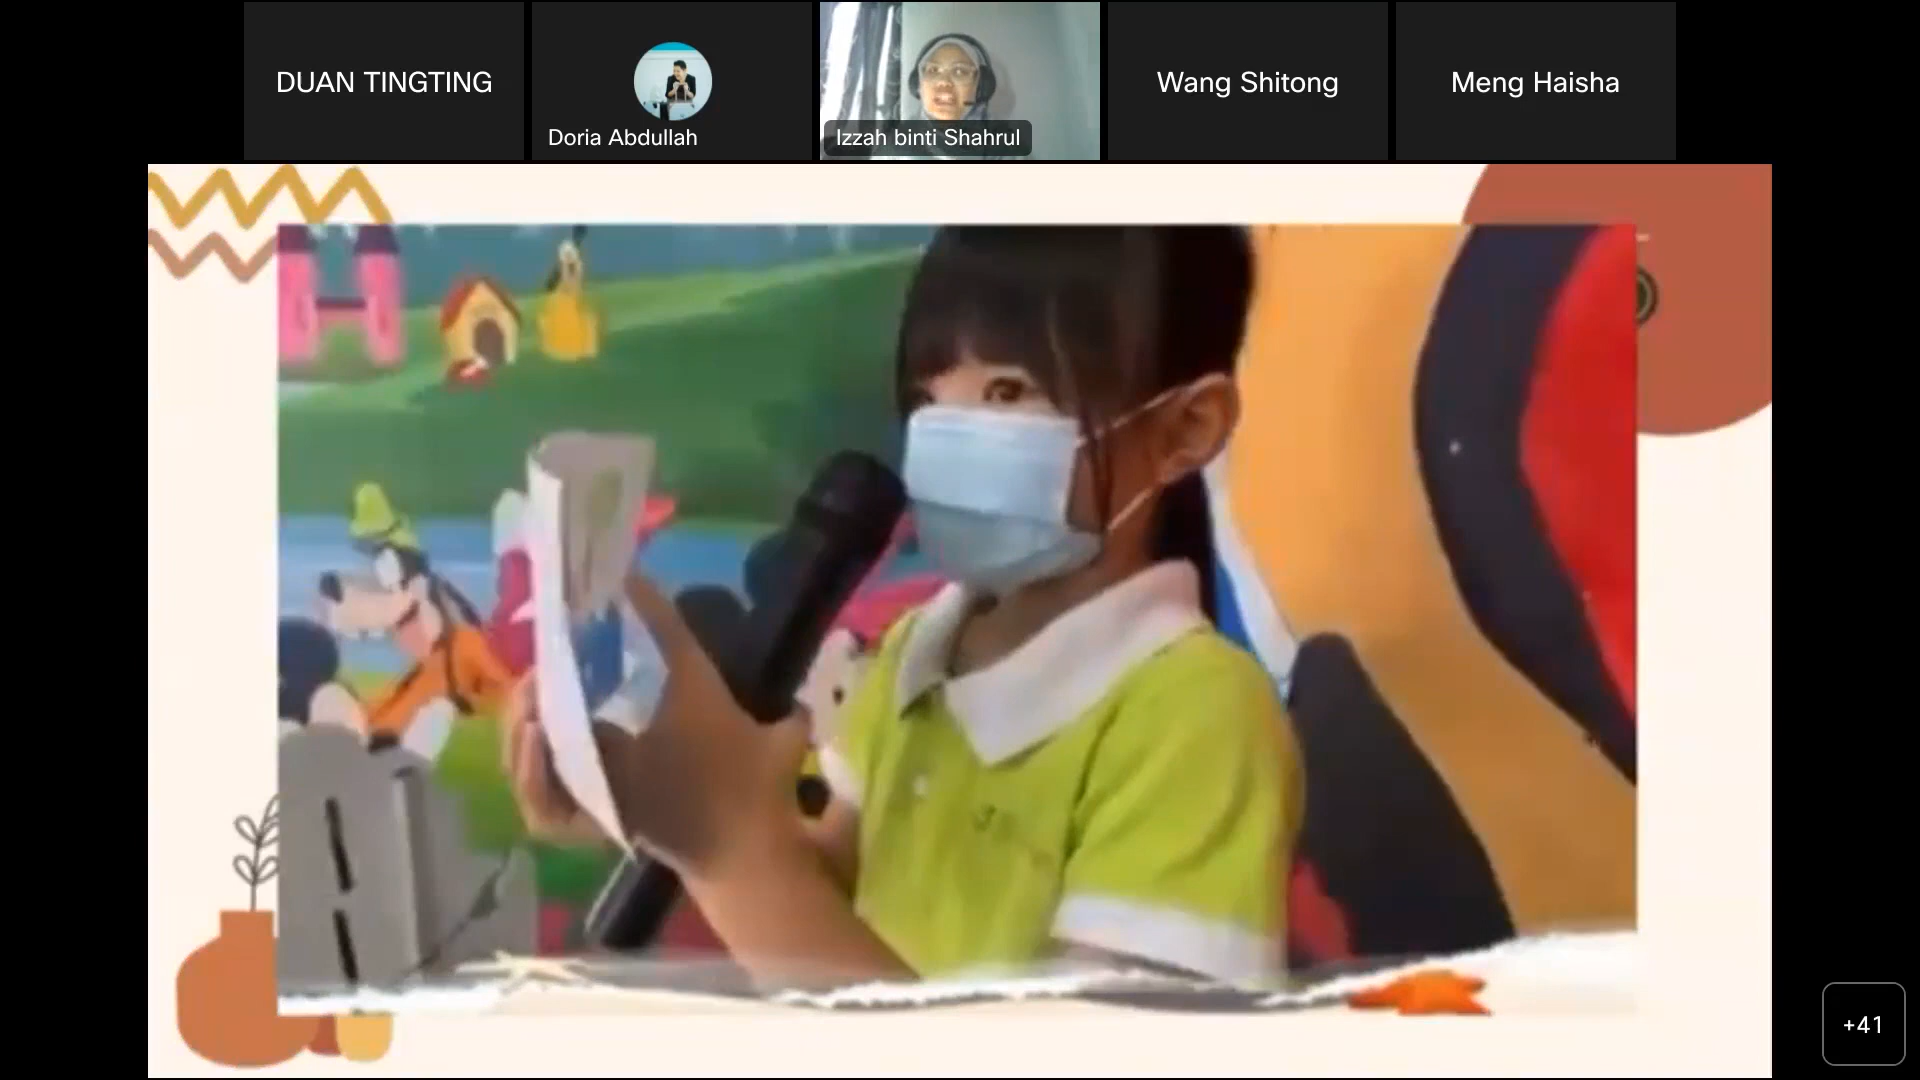 DUAN TINGTING
Doria Abdullah
Izzah binti Shahrul
Wang Shitong
Meng Haisha
+41